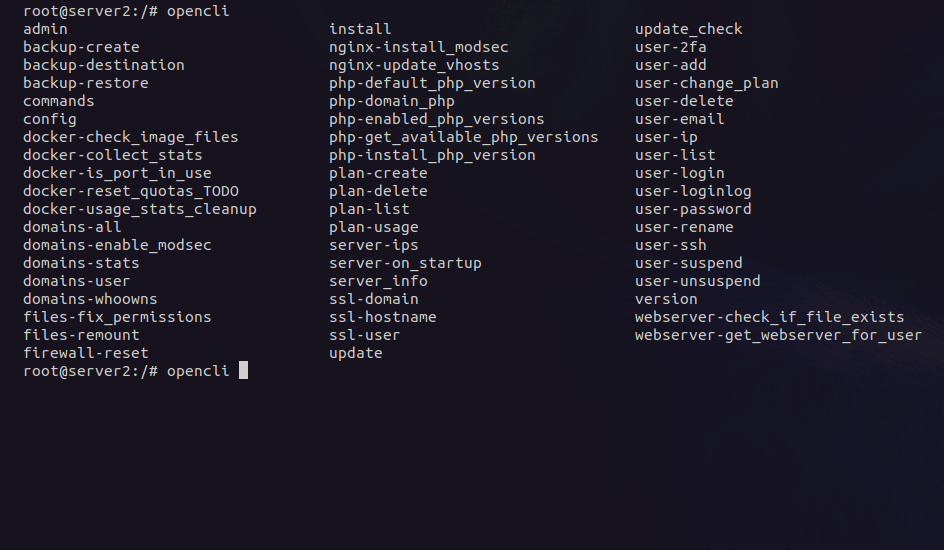 root@server2:/# opencli
admin install update_check
backup-create nginx-install_modsec user-2fa
backup-destination nginx-update_vhosts user-add
backup-restore php-default_php_version user-change_plan
commands php-domain_php user-delete
config php-enabled_php_versions user-email
docker-check_image_files php-get_available_php_versions user-ip
docker-collect_stats php-install_php_version user-list
docker-is_port_in_use plan-create user-login
docker-reset_quotas_TODO plan-delete user-loginlog
docker-usage_stats_cleanup plan-list user-password
domains-all plan-usage user-rename
domains-enable_modsec server-ips user-ssh
domains-stats server-on_startup user-suspend
domains-user server_info user-unsuspend
domains-whoowns ssl-domain version
files-fix_permissions ssl-hostname webserver-check_if_file_exists
files-remount ssl-user webserver-get_webserver_for_user
firewall-reset update
root@server2:/# opencli